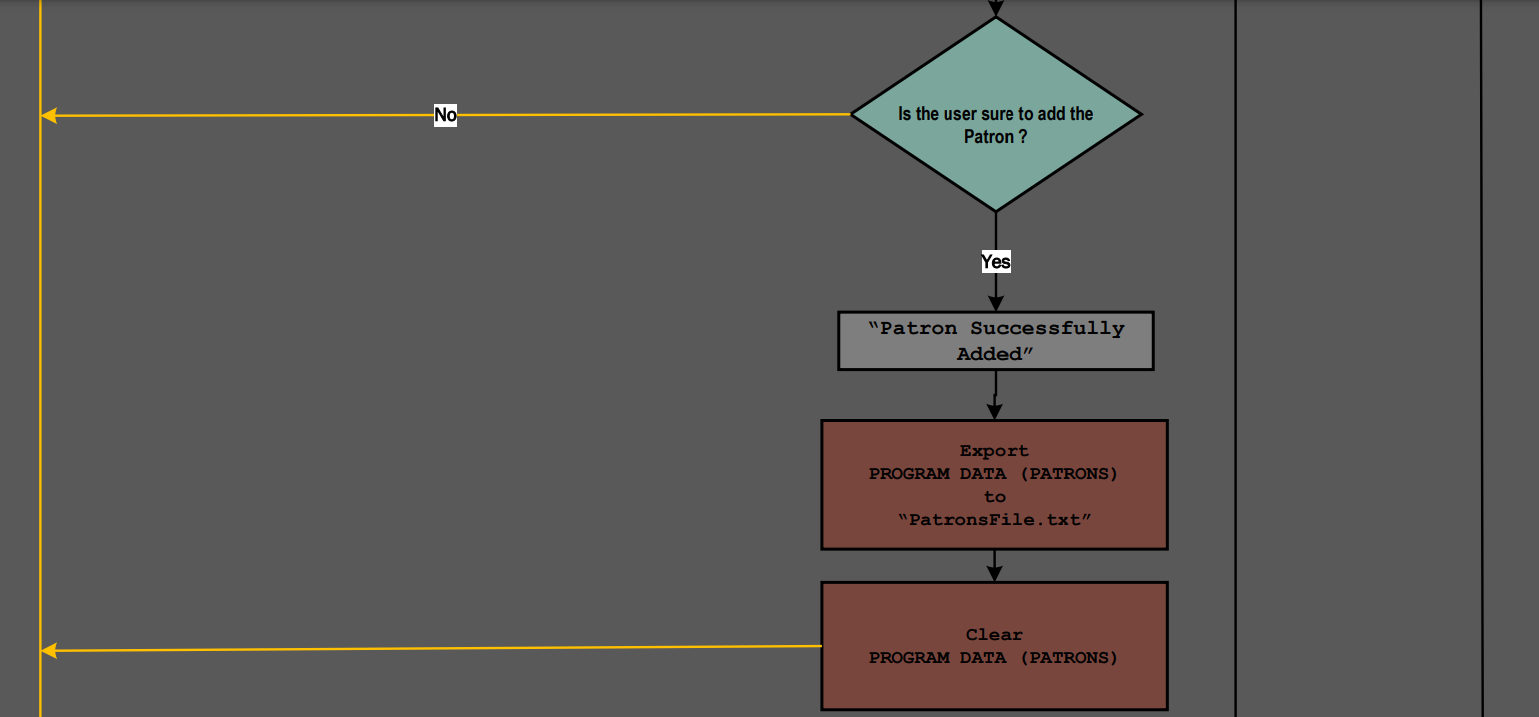 Is the user sure to add the
Patron ?
No
Yes
“Patron Successfully
Added”
Export
PROGRAM DATA (PATRONS)
to
“PatronsFile.txt”
Clear
PROGRAM DATA (PATRONS)